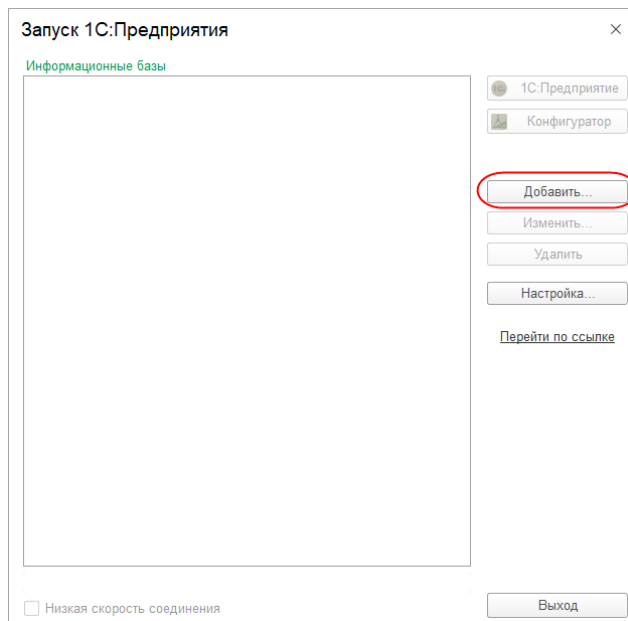 Запуск 1С:Предприятия
Информационные базы
1С:Предприятие
Конфигуратор
Добавить...
Изменить...
Удалить
Настройка...
Перейти по ссылке
Низкая скорость соединения
Выход